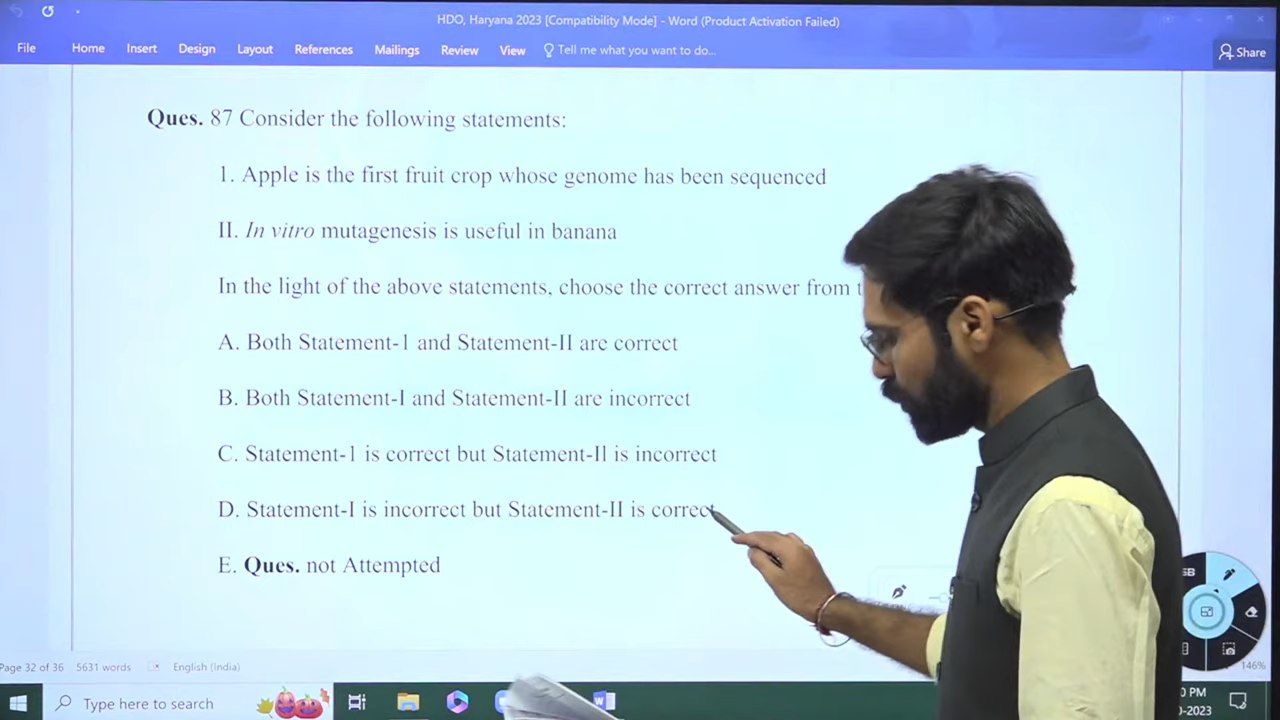 HDO, Haryana 2023 [Compatibility Mode] - Word (Product Activation Failed)
File Home Insert Design Layout References Mailings Review View Tell me what you want to do... Share
Ques. 87 Consider the following statements:
1. Apple is the first fruit crop whose genome has been sequenced
II. In vitro mutagenesis is useful in banana
In the light of the above statements, choose the correct answer from
A. Both Statement-1 and Statement-II are correct
B. Both Statement-I and Statement-II are incorrect
C. Statement-1 is correct but Statement-II is incorrect
D. Statement-I is incorrect but Statement-II is correct
E. Ques. not Attempted
Page 32 of 36 5631 words English (India) 146%
Type here to search